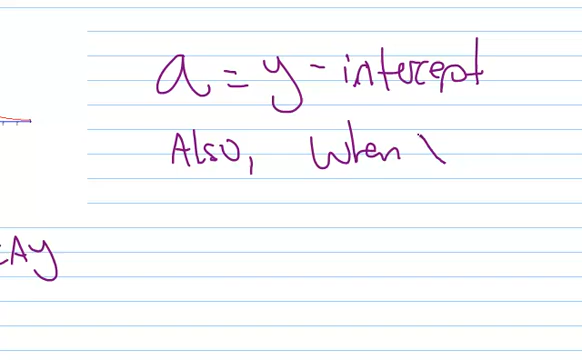 a = y-intercept
Also, when
AY